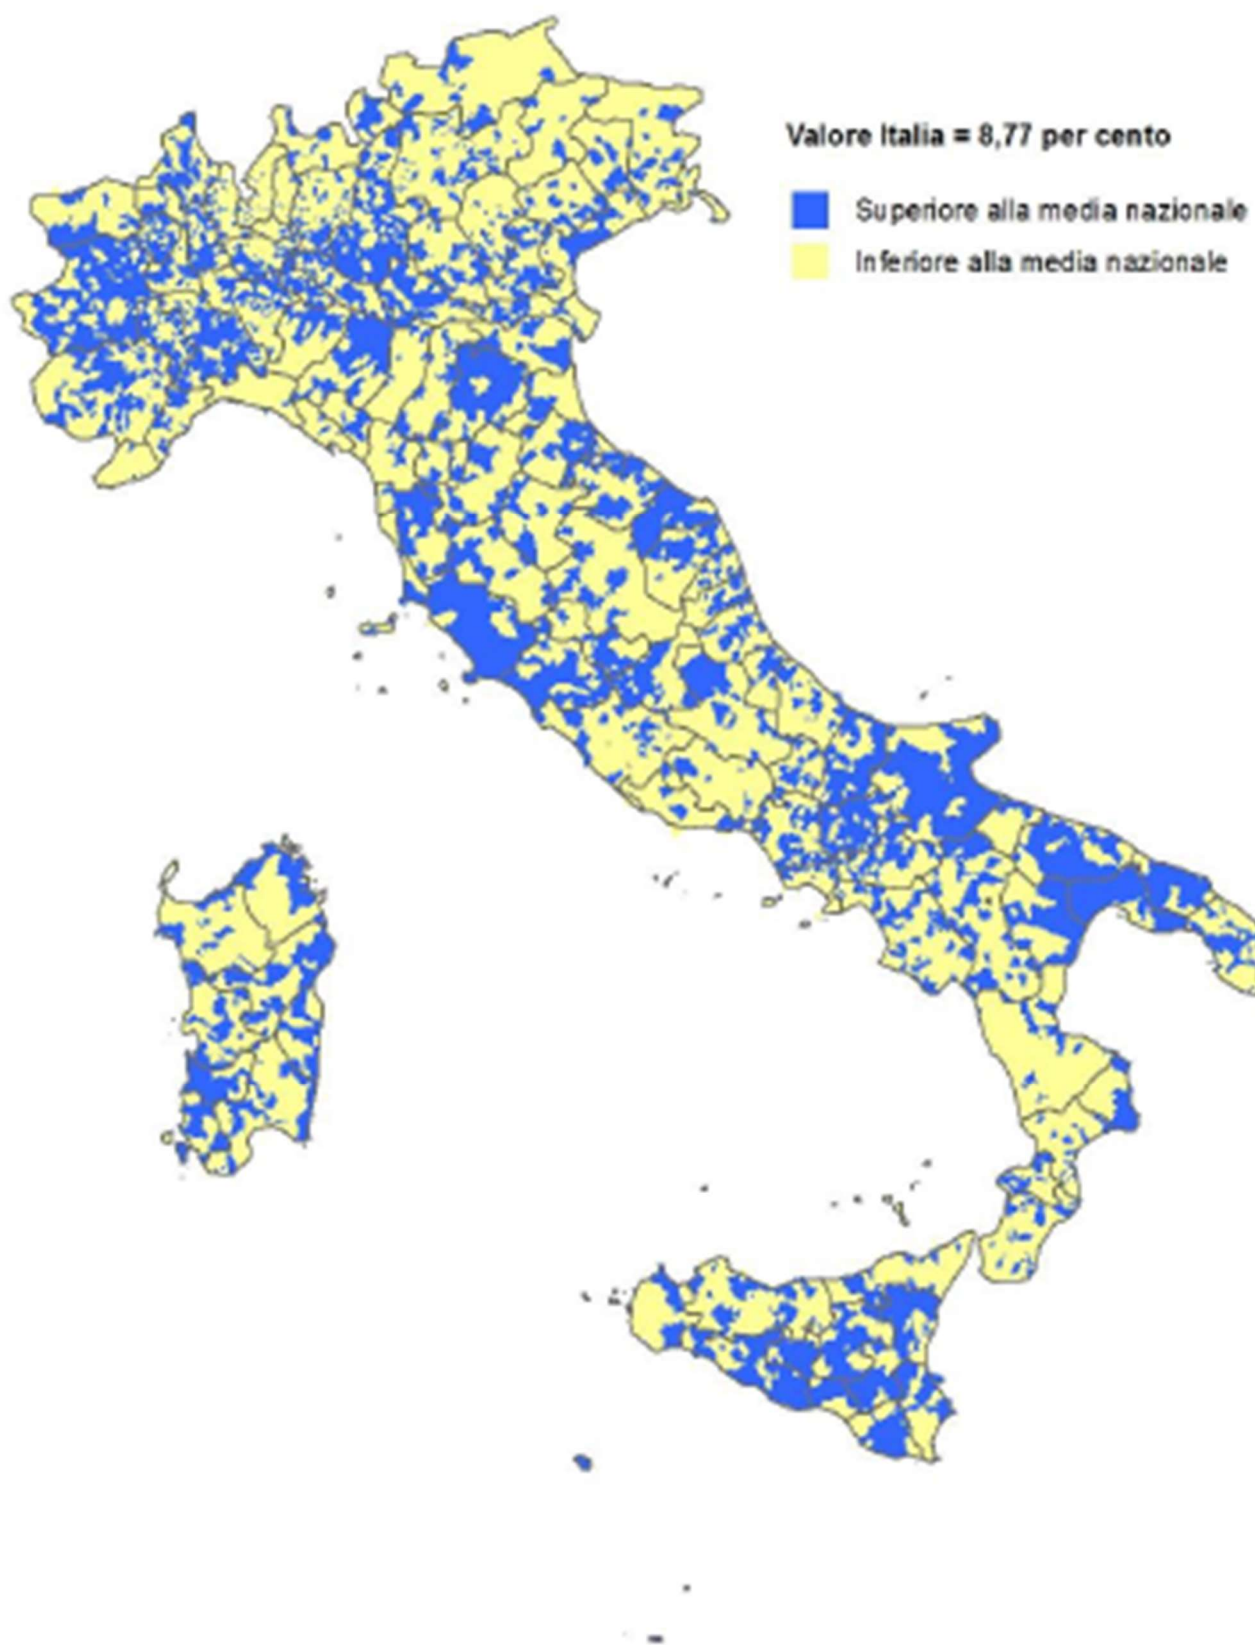 Valore Italia = 8,77 per cento
Superiore alla media nazionale
Inferiore alla media nazionale